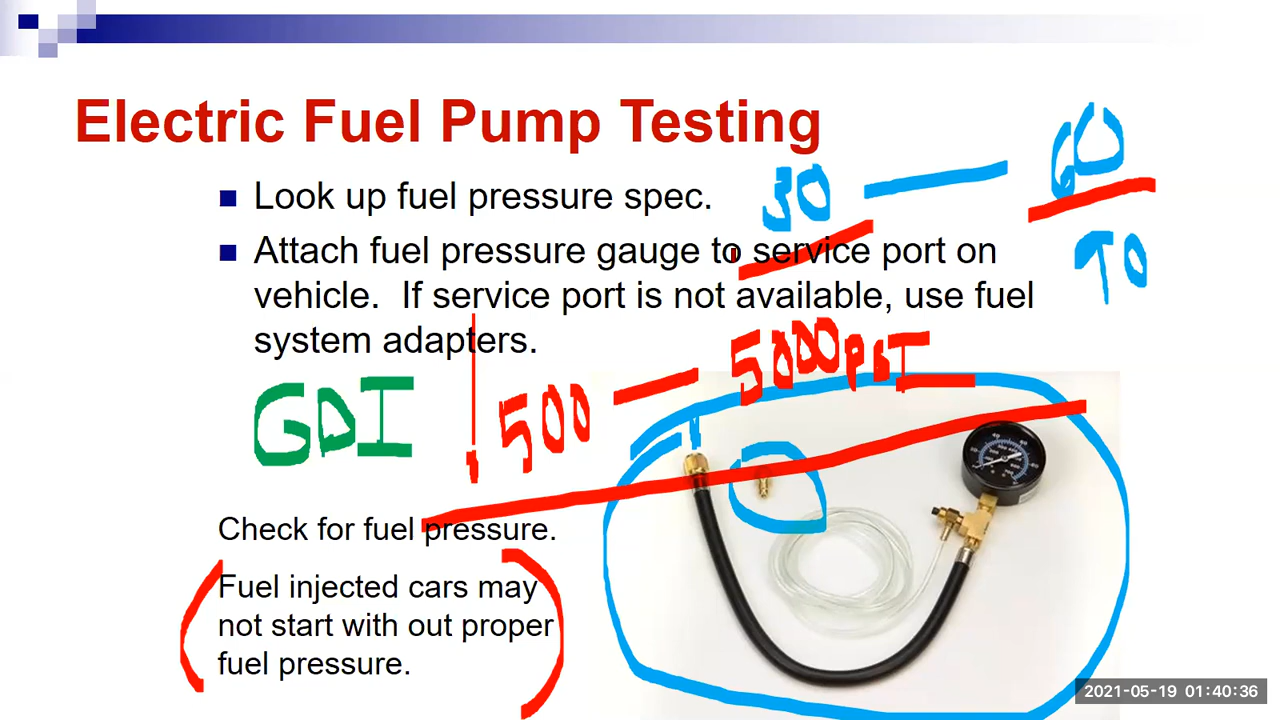 Electric Fuel Pump Testing
Look up fuel pressure spec.
30 — 60
Attach fuel pressure gauge to service port on
70
vehicle. If service port is not available, use fuel
system adapters.
GDI
500 — 5000 PSI
Check for fuel pressure.
Fuel injected cars may
not start with out proper
fuel pressure.
2021-05-19 01:40:36